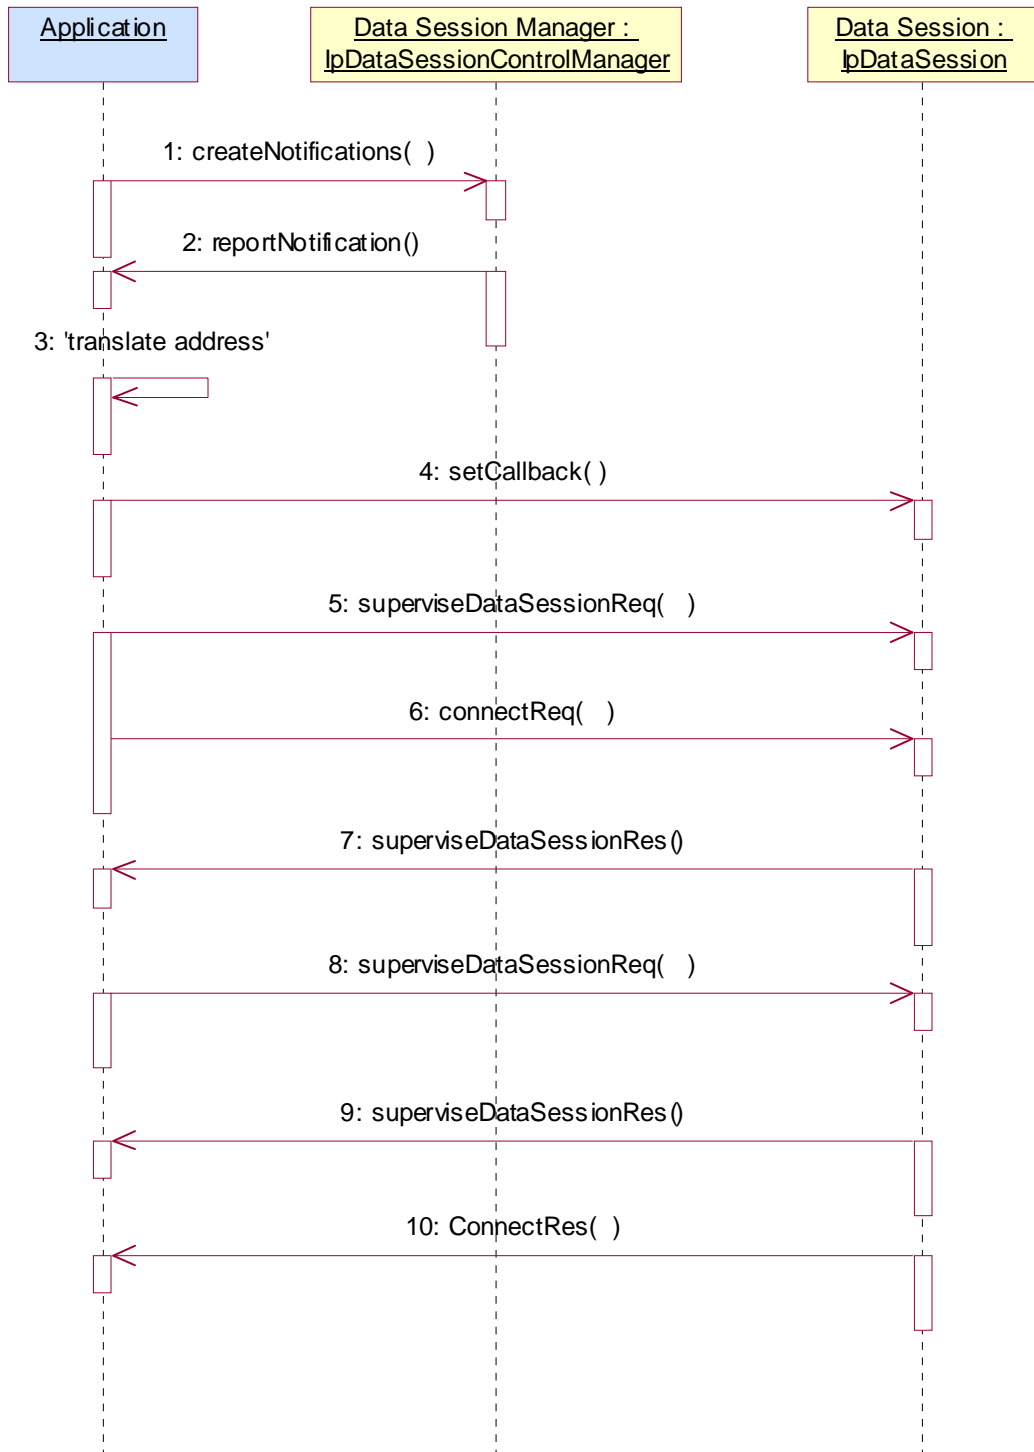 Application
Data Session Manager :
IpDataSessionControlManager
Data Session :
IpDataSession
1: createNotifications(  )
2: reportNotification()
3: 'translate address'
4: setCallback( )
5: superviseDataSessionReq(   )
6: connectReq(   )
7: superviseDataSessionRes()
8: superviseDataSessionReq(   )
9: superviseDataSessionRes()
10: ConnectRes(  )